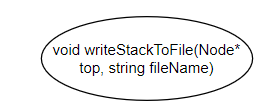 void writeStackToFile(Node*
top, string fileName)